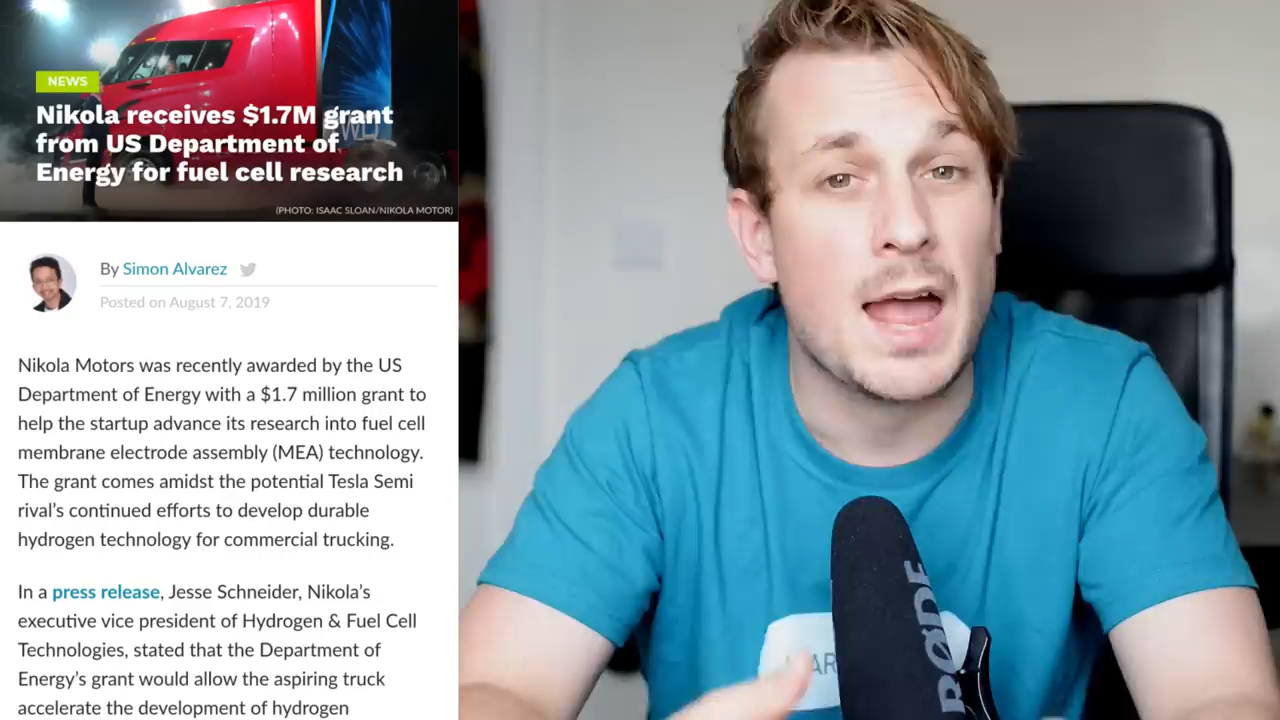 NEWS
Nikola receives $1.7M grant
from US Department of
Energy for fuel cell research
(PHOTO: ISAAC SLOAN/NIKOLA MOTOR)
By Simon Alvarez
Posted on August 7, 2019
Nikola Motors was recently awarded by the US
Department of Energy with a $1.7 million grant to
help the startup advance its research into fuel cell
membrane electrode assembly (MEA) technology.
The grant comes amidst the potential Tesla Semi
rival’s continued efforts to develop durable
hydrogen technology for commercial trucking.
In a press release, Jesse Schneider, Nikola’s
executive vice president of Hydrogen & Fuel Cell
Technologies, stated that the Department of
Energy’s grant would allow the aspiring truck
accelerate the development of hydrogen
RØDE